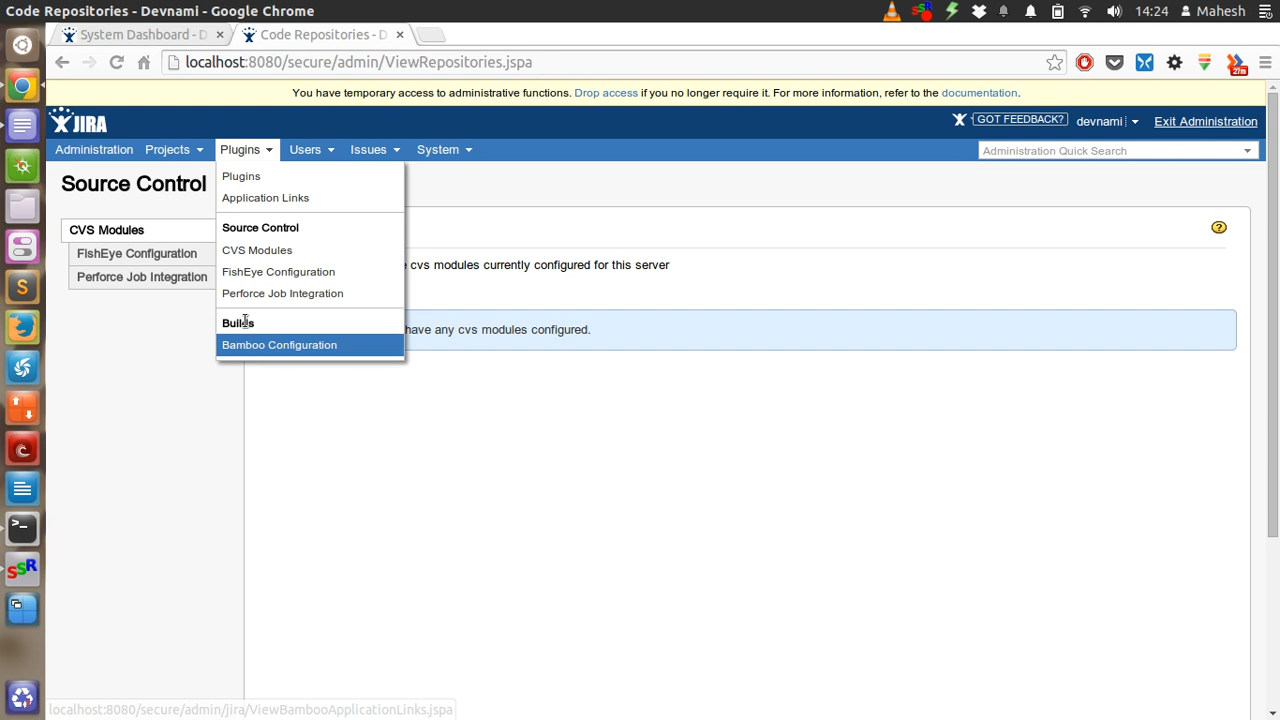 Code Repositories - Devnami - Google Chrome
14:24 Mahesh
System Dashboard - D
Code Repositories - D
localhost:8080/secure/admin/ViewRepositories.jspa
27m
You have temporary access to administrative functions. Drop access if you no longer require it. For more information, refer to the documentation.
JIRA
GOT FEEDBACK? devnami Exit Administration
Administration Projects Plugins Users Issues System
Administration Quick Search
Source Control
CVS Modules
FishEye Configuration
Perforce Job Integration
Plugins
Application Links
Source Control
CVS Modules
FishEye Configuration
Perforce Job Integration
Builds
Bamboo Configuration
cvs modules currently configured for this server
have any cvs modules configured.
localhost:8080/secure/admin/jira/ViewBambooApplicationLinks.jspa